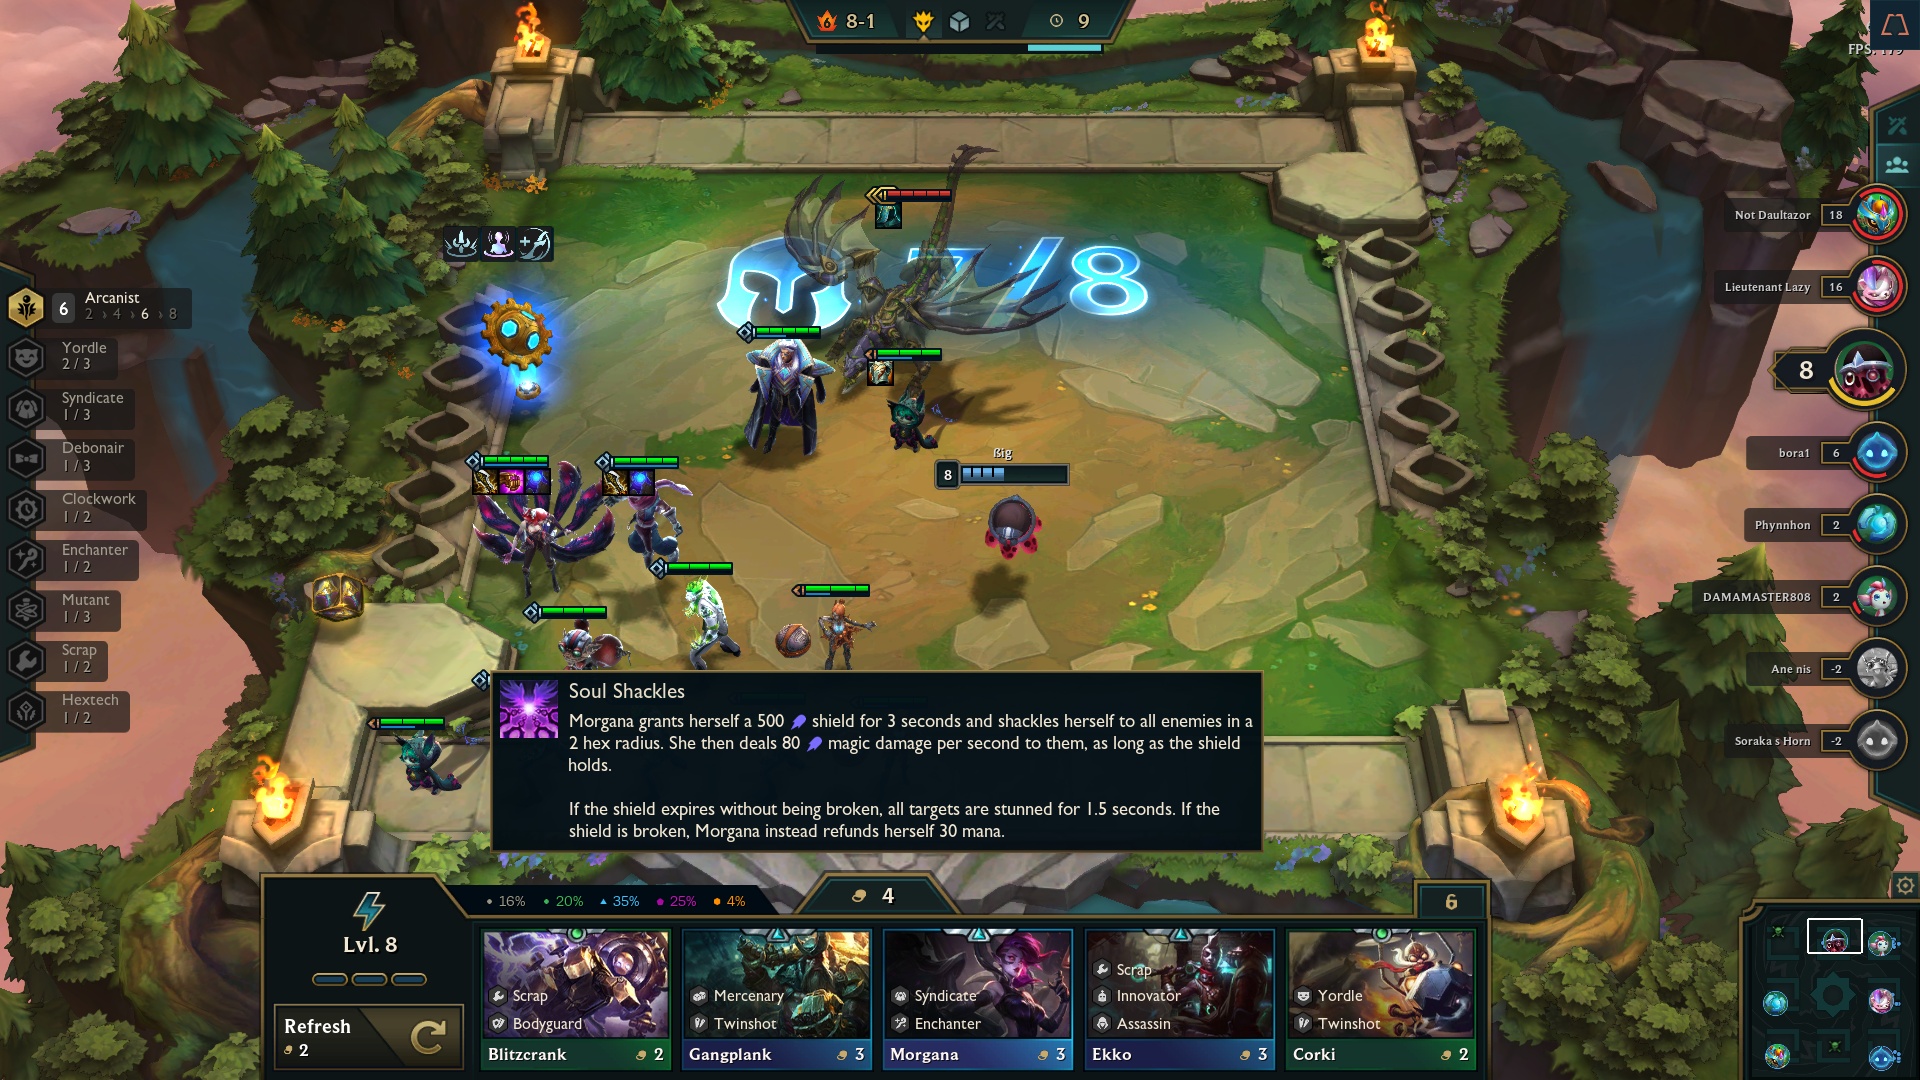 8-1
9
FPS: 179
7/8
Arcanist
6
2 › 4 › 6 › 8
Yordle
2 / 3
Syndicate
1 / 3
Debonair
1 / 3
Clockwork
1 / 2
Enchanter
1 / 2
Mutant
1 / 3
Scrap
1 / 2
Hextech
1 / 2
ßig
8
Not Daultazor 18
Lieutenant Lazy 16
8
bora1 6
Phynnhon 2
DAMAMASTER808 2
Ane nis -2
Soraka s Horn -2
Soul Shackles
Morgana grants herself a 500 shield for 3 seconds and shackles herself to all enemies in a
2 hex radius. She then deals 80 magic damage per second to them, as long as the shield
holds.
If the shield expires without being broken, all targets are stunned for 1.5 seconds. If the
shield is broken, Morgana instead refunds herself 30 mana.
16% 20% 35% 25% 4%
4
6
Lvl. 8
Refresh
2
Scrap
Bodyguard
Blitzcrank 2
Mercenary
Twinshot
Gangplank 3
Syndicate
Enchanter
Morgana 3
Scrap
Innovator
Assassin
Ekko 3
Yordle
Twinshot
Corki 2